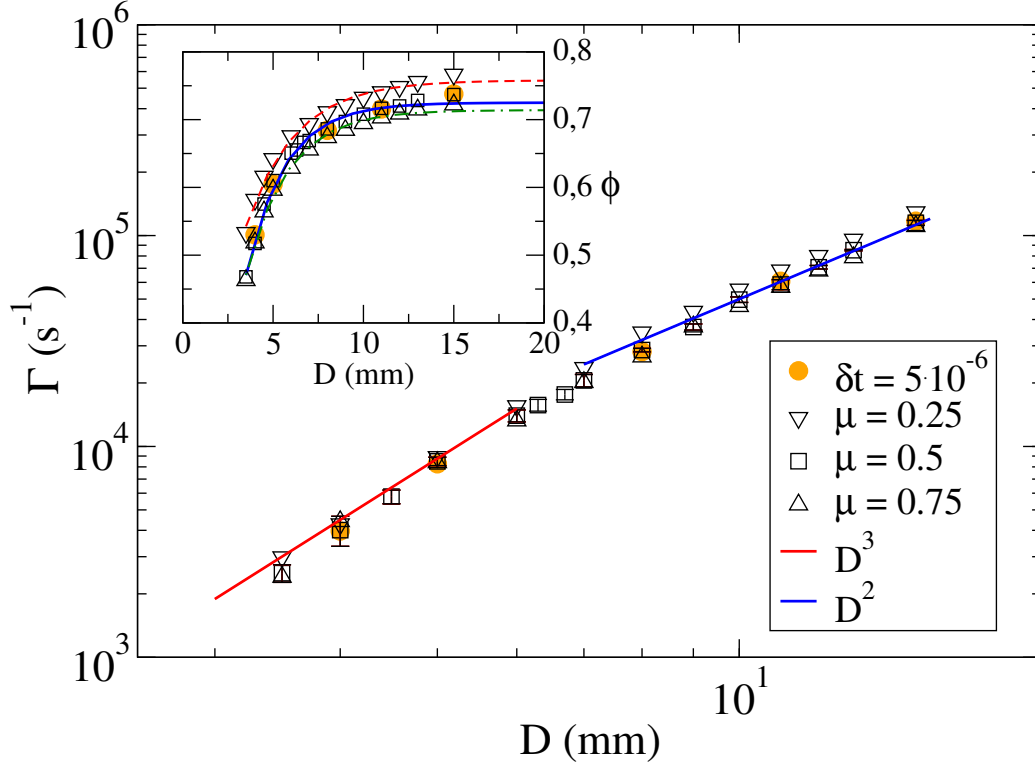 10^6
10^5
10^4
10^3
Γ (s^-1)
10^1
D (mm)
0,8
0,7
0,6 ϕ
0,5
0,4
0 5 10 15 20
D (mm)
δt = 5·10^-6
μ = 0.25
μ = 0.5
μ = 0.75
D^3
D^2